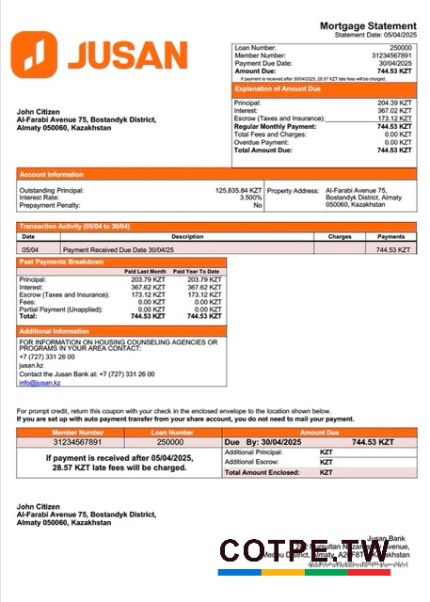 JUSAN
Mortgage Statement
Statement Date: 05/04/2025
Loan Number: 250000
Member Number: 31234567891
Payment Due Date: 30/04/2025
Amount Due: 744.53 KZT
If payment is received after 30/04/2025, 28.57 KZT late fees will be charged.
Explanation of Amount Due
Principal: 204.39 KZT
Interest: 367.02 KZT
Escrow (Taxes and Insurance): 173.12 KZT
Regular Monthly Payment: 744.53 KZT
Total Fees and Charges: 0.00 KZT
Overdue Payment: 0.00 KZT
Total Amount Due: 744.53 KZT
John Citizen
Al-Farabi Avenue 75, Bostandyk District,
Almaty 050060, Kazakhstan
Account Information
Outstanding Principal: 125,835.84 KZT
Interest Rate: 3.500%
Prepayment Penalty: No
Property Address: Al-Farabi Avenue 75,
Bostandyk District, Almaty
050060, Kazakhstan
Transaction Activity (05/04 to 30/04)
Date Description Charges Payments
05/04 Payment Received Due Date 30/04/25 744.53 KZT
Past Payments Breakdown
Paid Last Month Paid Year To Date
Principal: 203.79 KZT 203.79 KZT
Interest: 367.62 KZT 367.62 KZT
Escrow (Taxes and Insurance): 173.12 KZT 173.12 KZT
Fees: 0.00 KZT 0.00 KZT
Partial Payment (Unapplied): 0.00 KZT 0.00 KZT
Total: 744.53 KZT 744.53 KZT
Additional Information
FOR INFORMATION ON HOUSING COUNSELING AGENCIES OR
PROGRAMS IN YOUR AREA CONTACT:
+7 (727) 331 26 00
jusan.kz
Contact the Jusan Bank at: +7 (727) 331 26 00
info@jusan.kz
For prompt credit, return this coupon with your check in the enclosed envelope to the location shown below.
If you are set up with auto payment transfer from your share account, you do not need to mail your payment.
Member Number Loan Number Amount Due
31234567891 250000 Due By: 30/04/2025 744.53 KZT
If payment is received after 05/04/2025,
28.57 KZT late fees will be charged.
Additional Principal: KZT
Additional Escrow: KZT
Total Amount Enclosed: KZT
John Citizen
Al-Farabi Avenue 75, Bostandyk District,
Almaty 050060, Kazakhstan
Jusan Bank
Avenue,
District, Almaty,
COTPE.TW